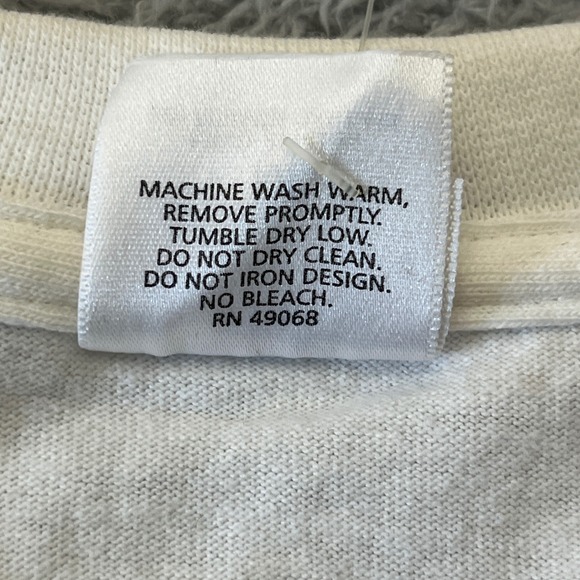 MACHINE WASH WARM,
REMOVE PROMPTLY.
TUMBLE DRY LOW.
DO NOT DRY CLEAN.
DO NOT IRON DESIGN.
NO BLEACH.
RN 49068